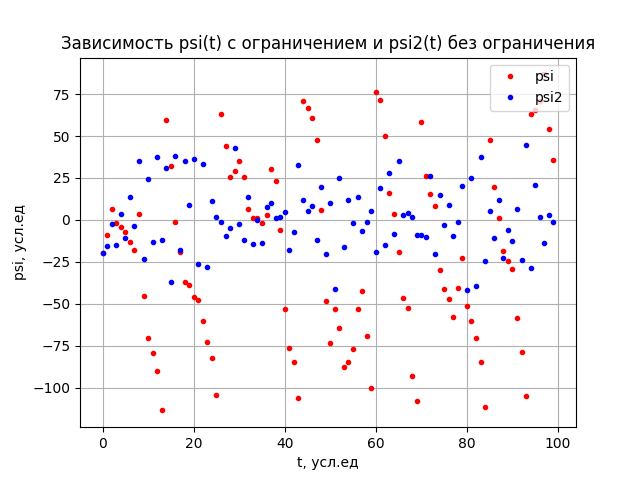 Зависимость psi(t) с ограничением и psi2(t) без ограничения
psi
psi2
psi, усл.ед
75
50
25
0
−25
−50
−75
−100
0 20 40 60 80 100
t, усл.ед